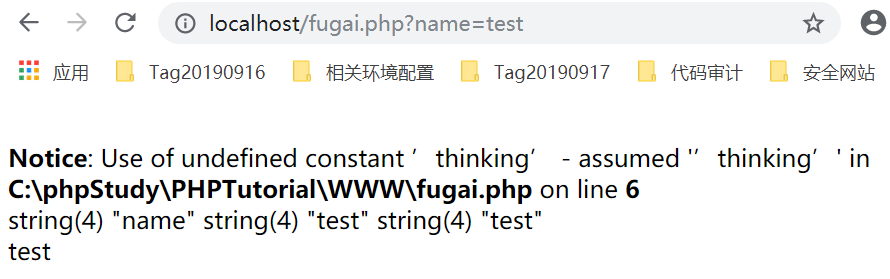 localhost/fugai.php?name=test
应用 Tag20190916 相关环境配置 Tag20190917 代码审计 安全网站
Notice: Use of undefined constant ’thinking’ - assumed '’thinking’' in
C:\phpStudy\PHPTutorial\WWW\fugai.php on line 6
string(4) "name" string(4) "test" string(4) "test"
test